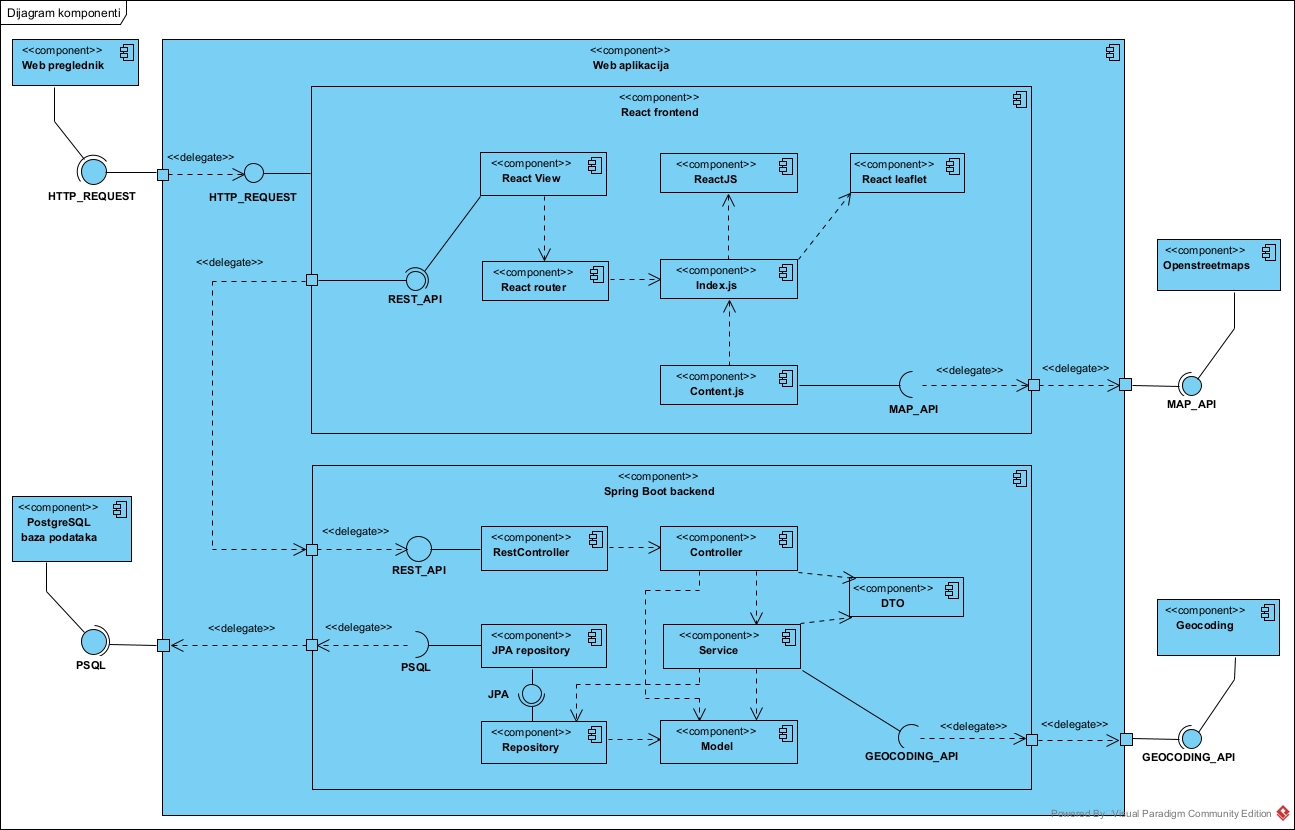 Dijagram komponenti
<<component>>
Web preglednik
<<component>>
Web aplikacija
<<component>>
React frontend
<<delegate>>
HTTP_REQUEST
HTTP_REQUEST
<<component>>
React View
<<component>>
ReactJS
<<component>>
React leaflet
<<delegate>>
REST_API
<<component>>
React router
<<component>>
Index.js
<<component>>
Openstreetmaps
<<component>>
Content.js
MAP_API
<<delegate>>
<<delegate>>
MAP_API
<<component>>
Spring Boot backend
<<component>>
PostgreSQL
baza podataka
<<delegate>>
REST_API
<<component>>
RestController
<<component>>
Controller
<<component>>
DTO
<<component>>
Geocoding
PSQL
<<delegate>>
<<delegate>>
PSQL
<<component>>
JPA repository
<<component>>
Service
JPA
<<component>>
Repository
<<component>>
Model
GEOCODING_API
<<delegate>>
<<delegate>>
GEOCODING_API
Powered By: Visual Paradigm Community Edition